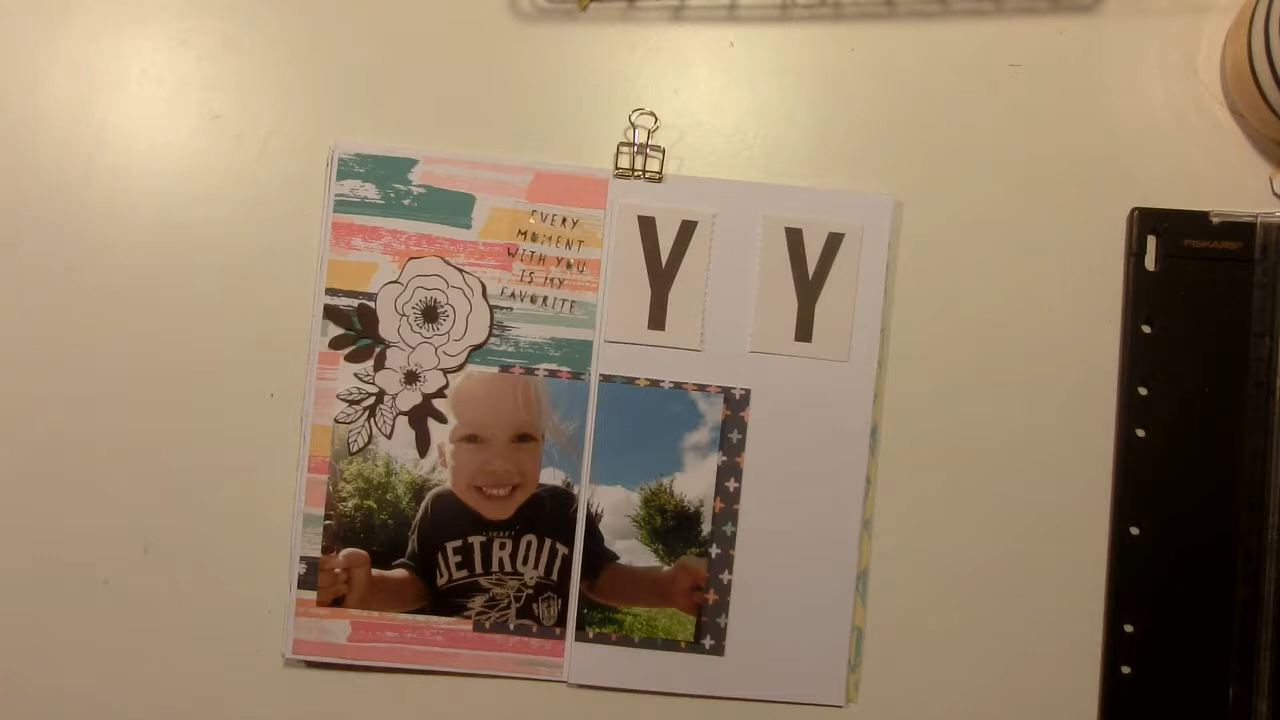 EVERY
MOMENT
WITH YOU
IS MY
FAVORITE
Y Y
DETROIT
FISKARS